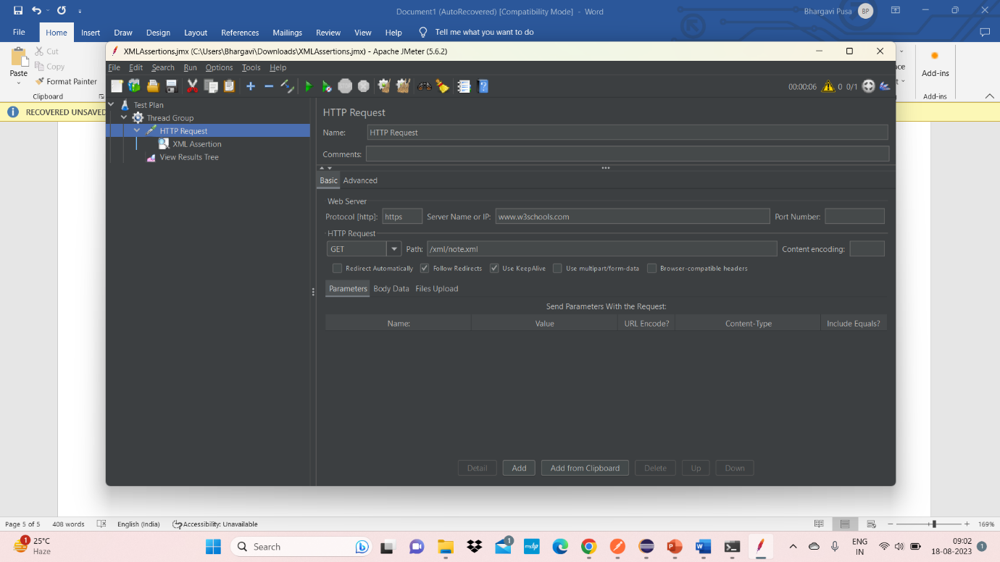 Document1 (AutoRecovered) [Compatibility Mode] - Word
Bhargavi Pusa BP
File Home Insert Draw Design Layout References Mailings Review View Help Tell me what you want to do
Paste
Cut
Copy
Format Painter
Clipboard
Add-ins
Add-ins
RECOVERED UNSAVED
XMLAssertions.jmx (C:\Users\Bhargavi\Downloads\XMLAssertions.jmx) - Apache JMeter (5.6.2)
File Edit Search Run Options Tools Help
00:00:06 0 0/1
Test Plan
Thread Group
HTTP Request
XML Assertion
View Results Tree
HTTP Request
Name: HTTP Request
Comments:
Basic Advanced
Web Server
Protocol [http]: https Server Name or IP: www.w3schools.com Port Number:
HTTP Request
GET Path: /xml/note.xml Content encoding:
Redirect Automatically Follow Redirects Use KeepAlive Use multipart/form-data Browser-compatible headers
Parameters Body Data Files Upload
Send Parameters With the Request:
Name: Value URL Encode? Content-Type Include Equals?
Detail Add Add from Clipboard Delete Up Down
Page 5 of 5 408 words English (India) Accessibility: Unavailable 169%
1 25°C
Haze
Search
1
myhp
ENG
IN
09:02
18-08-2023
1